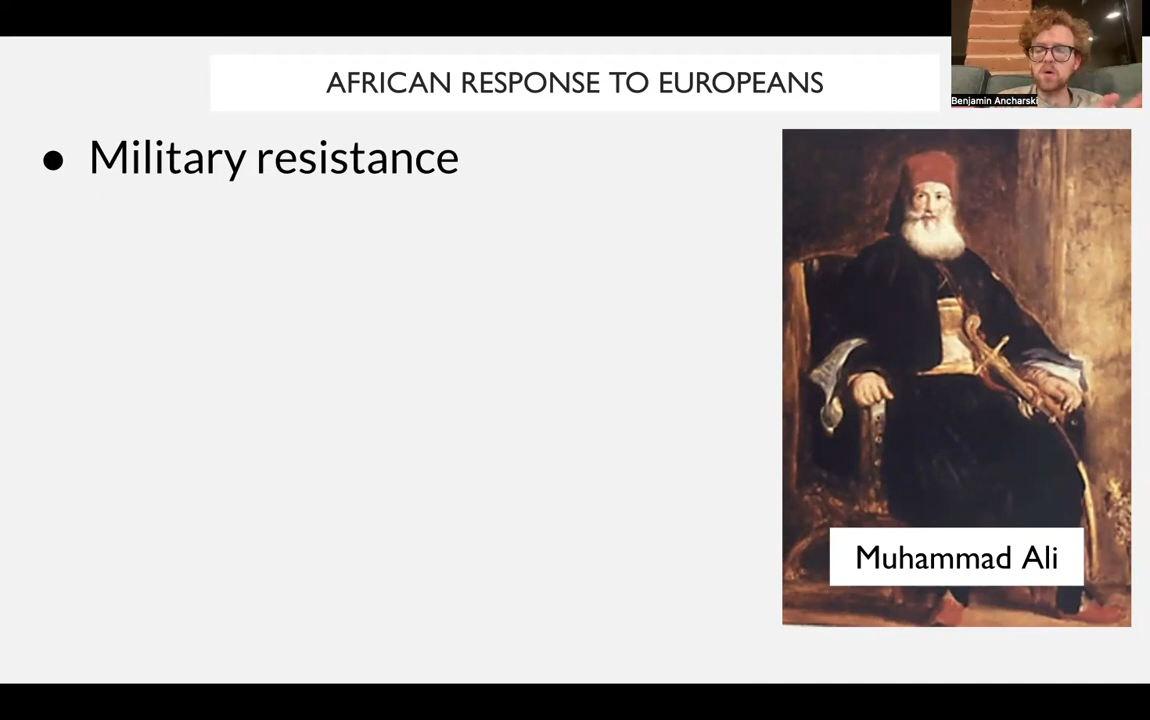 AFRICAN RESPONSE TO EUROPEANS
Benjamin Ancharski
● Military resistance
Muhammad Ali